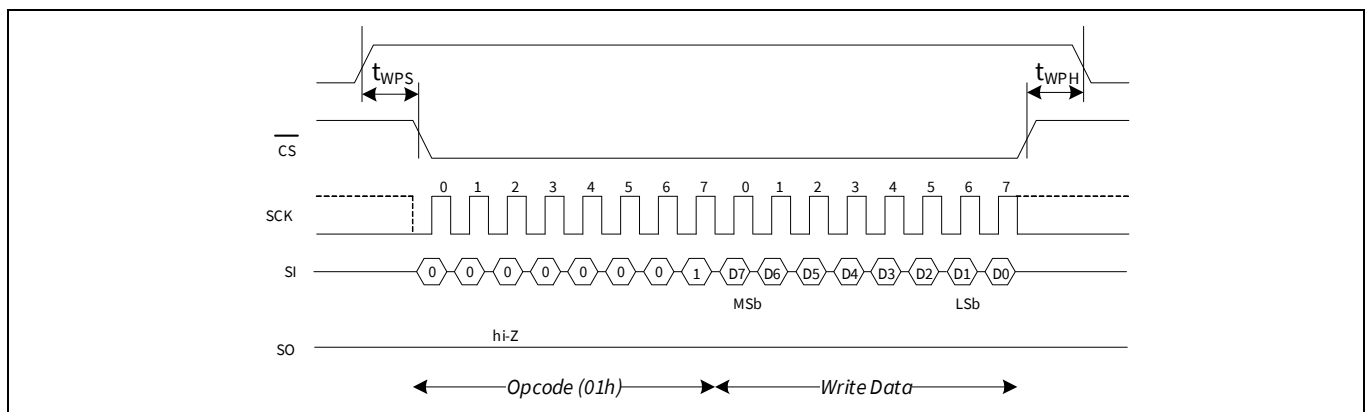 tWPS tWPH
CS
0 1 2 3 4 5 6 7 0 1 2 3 4 5 6 7
SCK
SI 0 0 0 0 0 0 0 1 D7 D6 D5 D4 D3 D2 D1 D0
MSb LSb
hi-Z
SO
Opcode (01h) Write Data